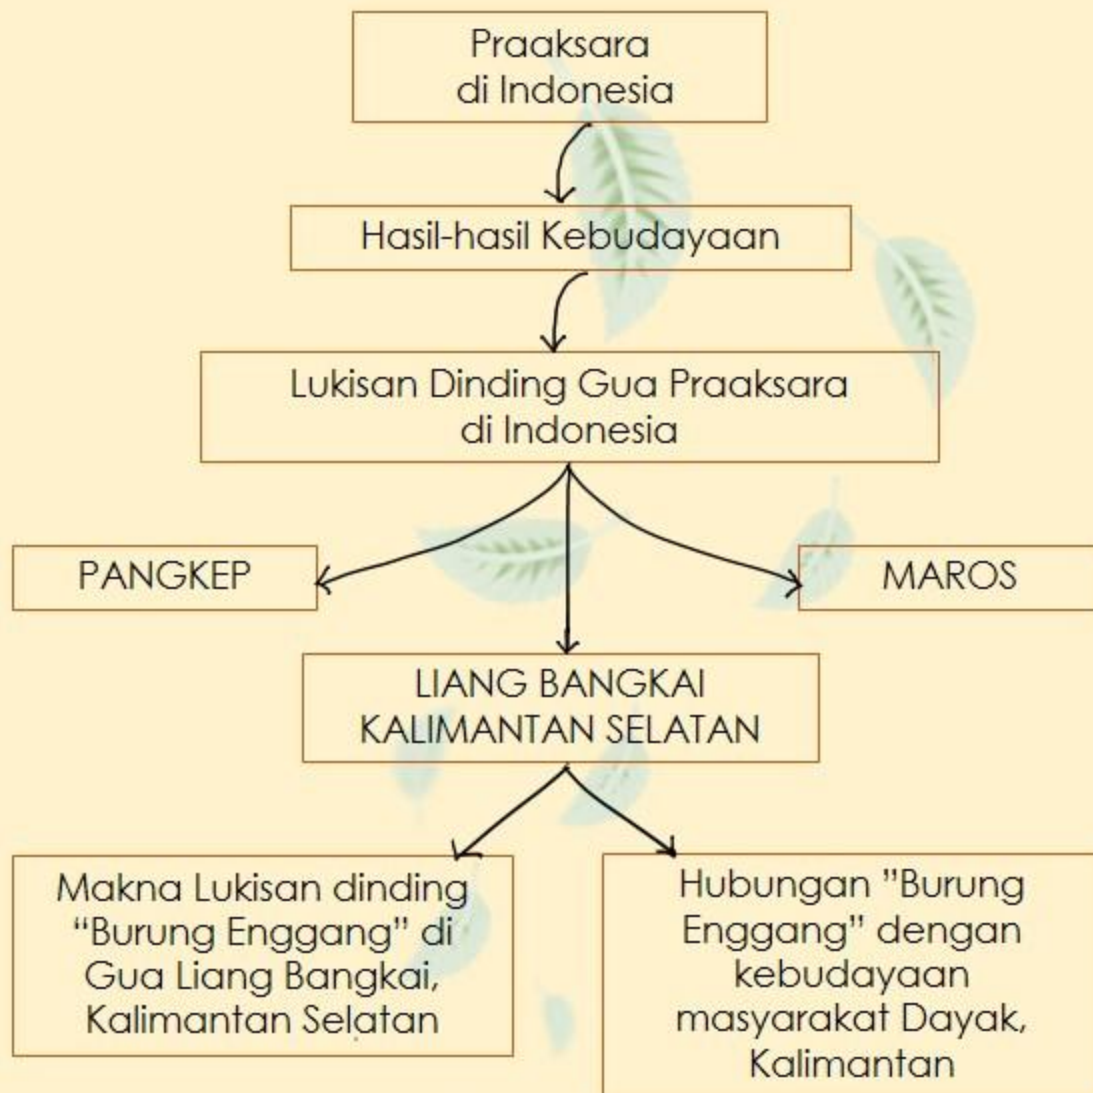 Praaksara
di Indonesia
Hasil-hasil Kebudayaan
Lukisan Dinding Gua Praaksara
di Indonesia
PANGKEP
MAROS
LIANG BANGKAI
KALIMANTAN SELATAN
Makna Lukisan dinding
“Burung Enggang” di
Gua Liang Bangkai,
Kalimantan Selatan
Hubungan ”Burung
Enggang” dengan
kebudayaan
masyarakat Dayak,
Kalimantan